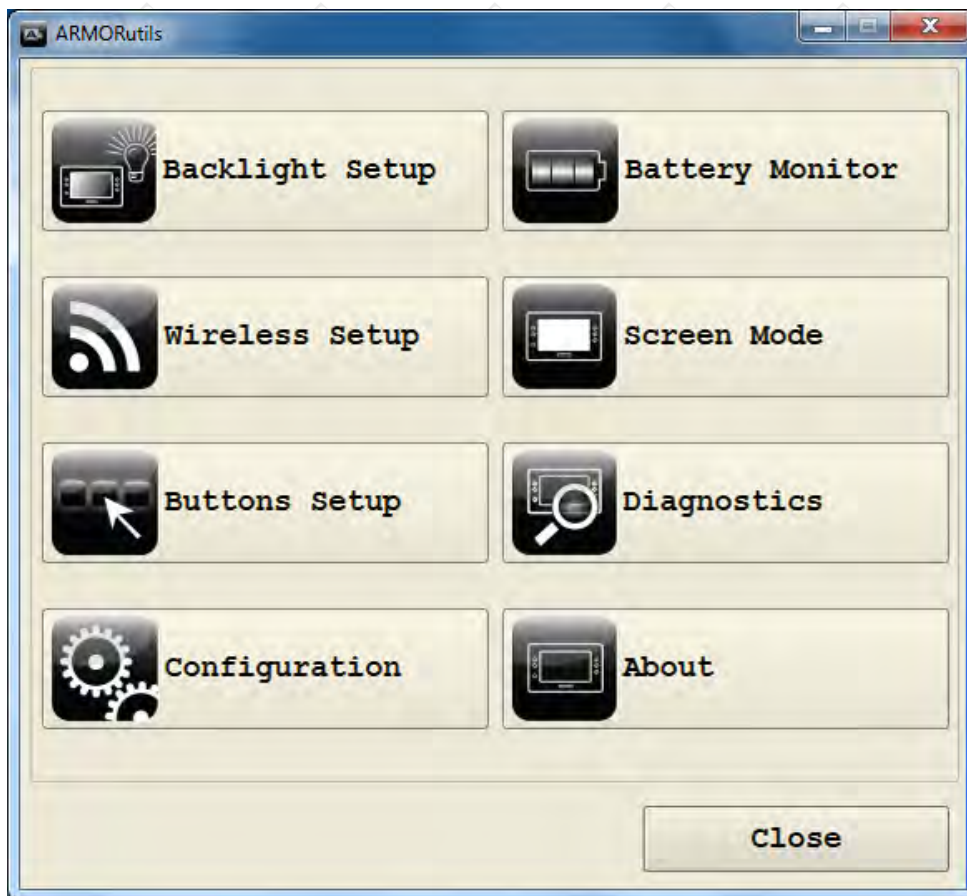 ARMORutils
Backlight Setup
Battery Monitor
Wireless Setup
Screen Mode
Buttons Setup
Diagnostics
Configuration
About
Close